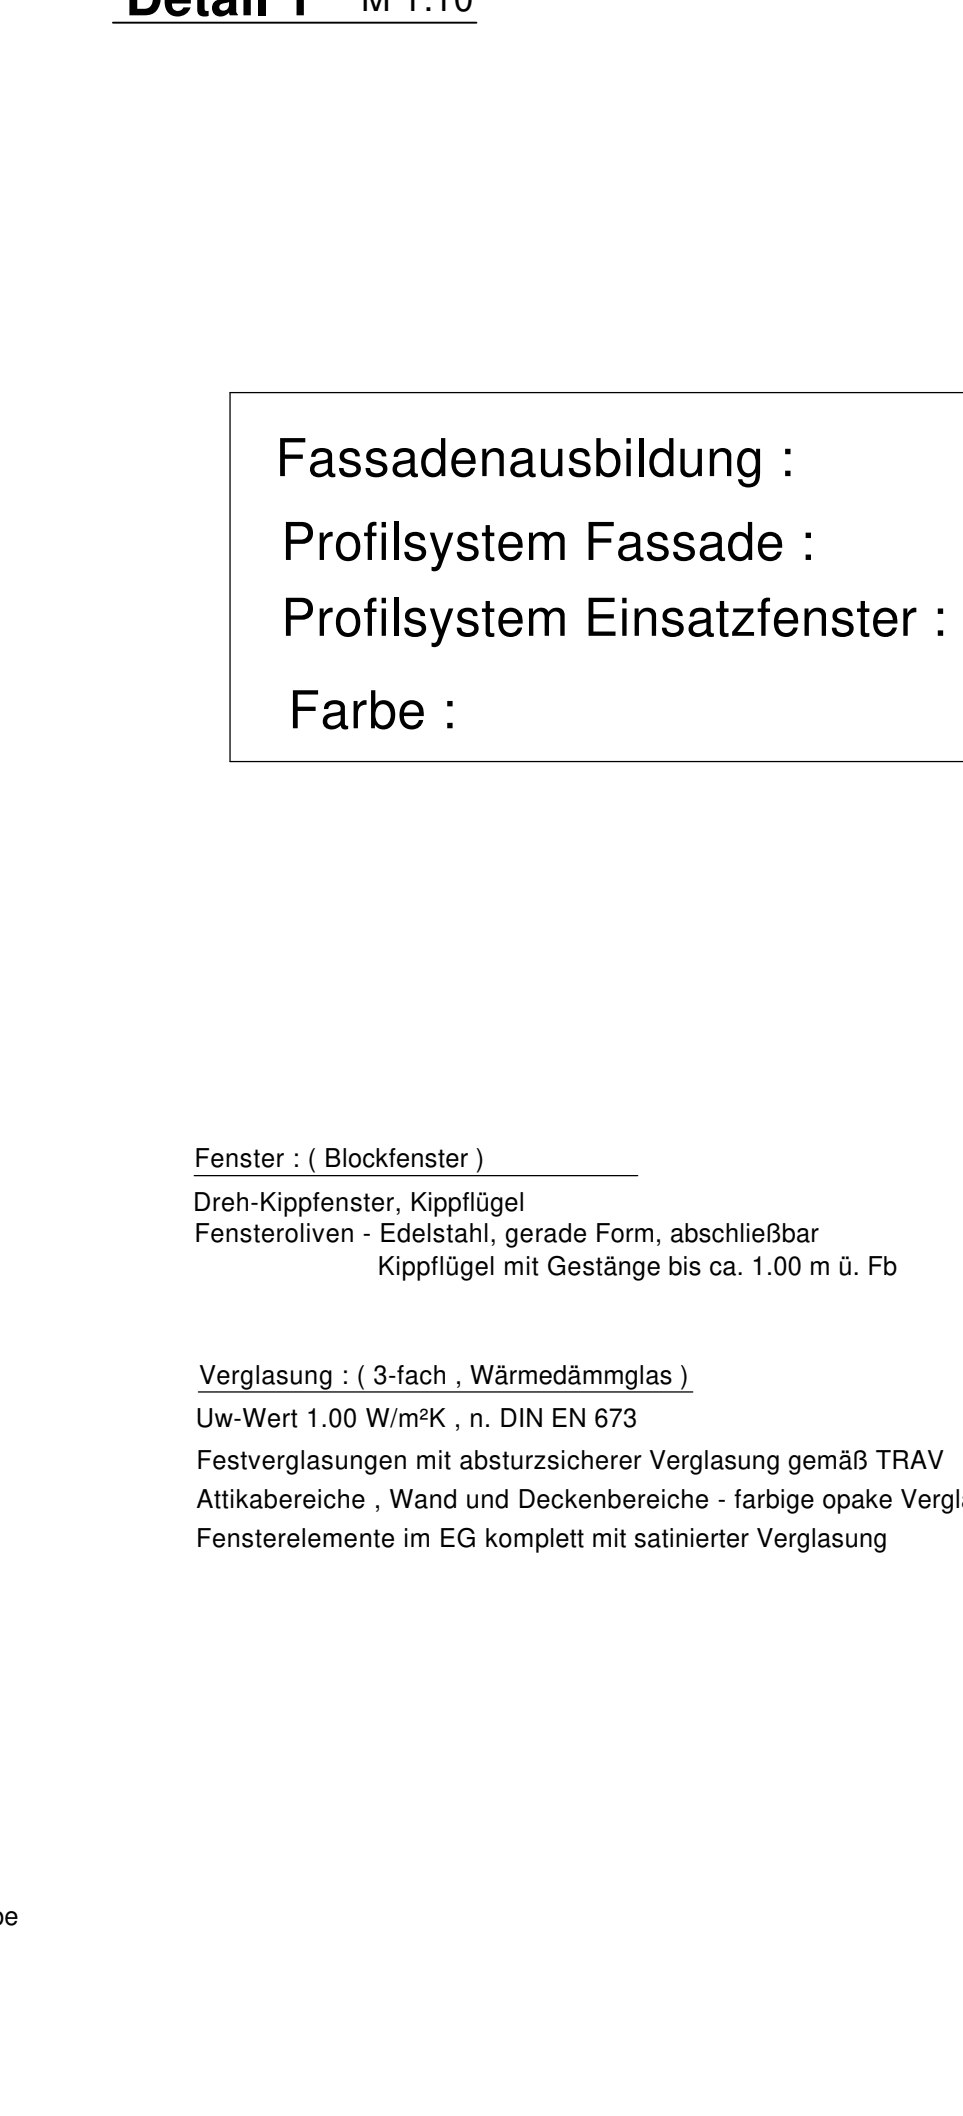 Detail 1 M 1:10
Fassadenausbildung :
Profilsystem Fassade :
Profilsystem Einsatzfenster :
Farbe :
Fenster : ( Blockfenster )
Dreh-Kippfenster, Kippflügel
Fensteroliven - Edelstahl, gerade Form, abschließbar
Kippflügel mit Gestänge bis ca. 1.00 m ü. Fb
Verglasung : ( 3-fach , Wärmedämmglas )
Uw-Wert 1.00 W/m²K , n. DIN EN 673
Festverglasungen mit absturzsicherer Verglasung gemäß TRAV
Attikabereiche , Wand und Deckenbereiche - farbige opake
Fensterelemente im EG komplett mit satinierter Verglasung